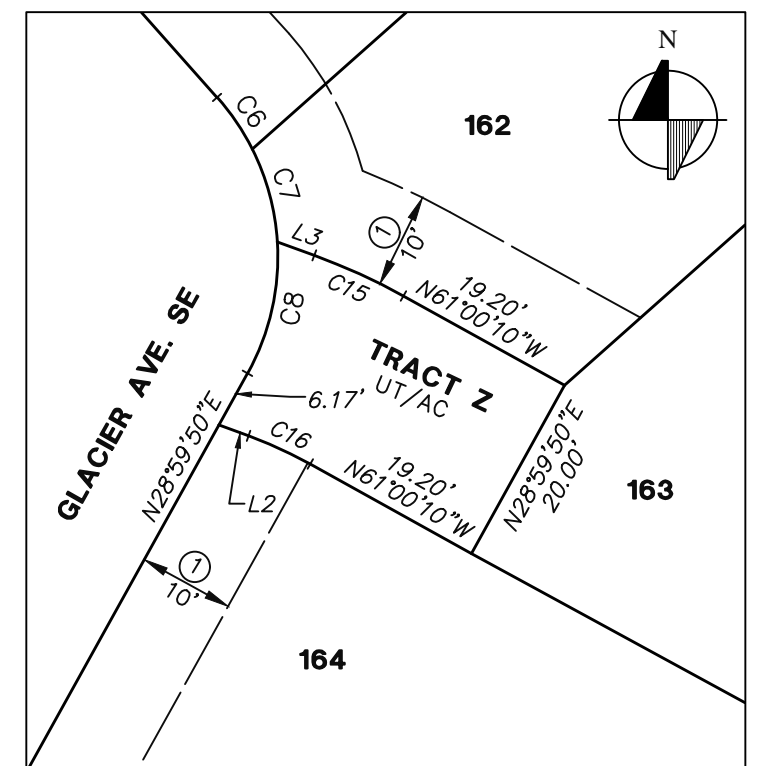 N
C6
162
C7
L3
1
10'
C15
19.20'
N61°00'10"W
C8
GLACIER AVE. SE
TRACT Z
UT/AC
6.17'
N28°59'50"E
C16
L2
19.20'
N61°00'10"W
N28°59'50"E
20.00'
163
1
10'
164